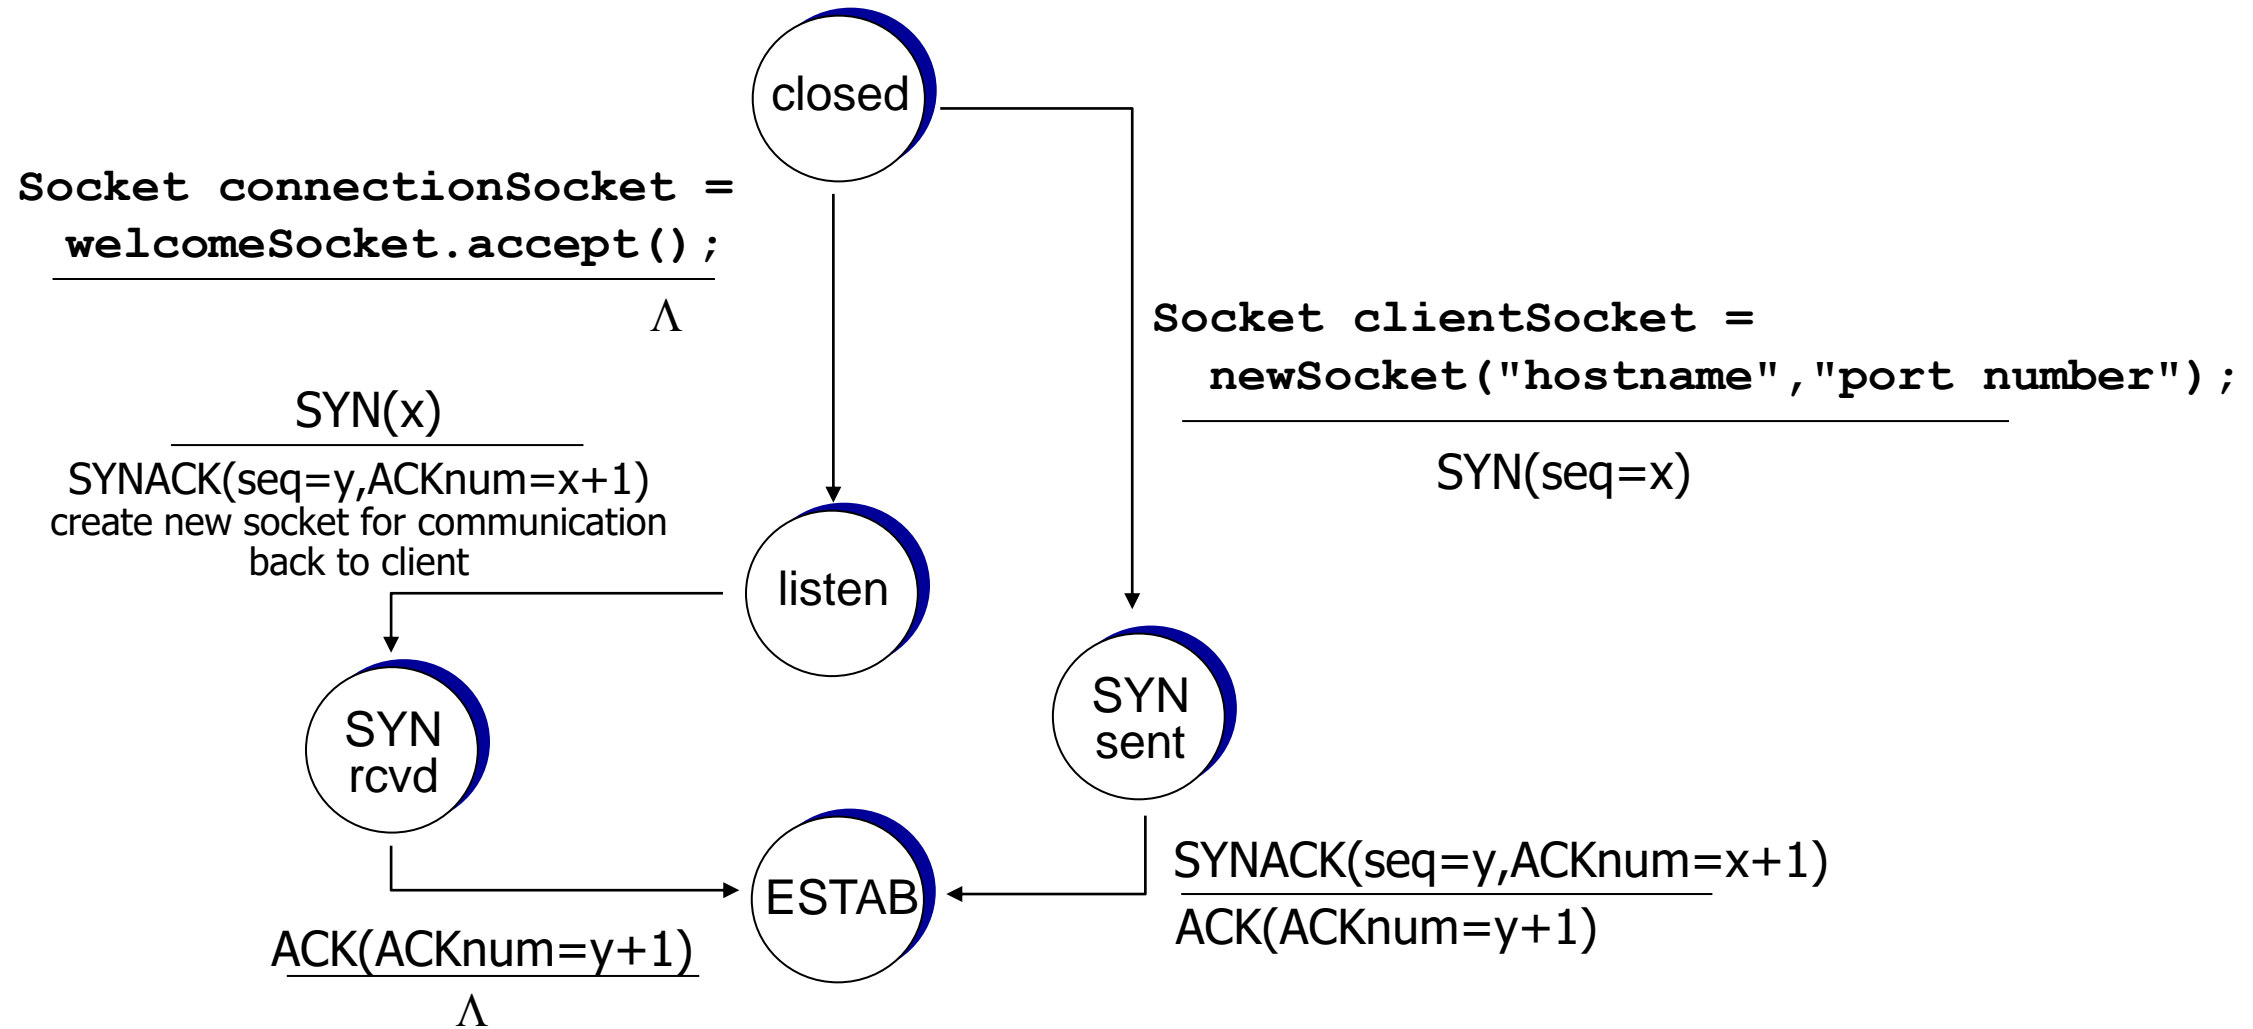 closed
Socket connectionSocket =
welcomeSocket.accept();
Λ
Socket clientSocket =
newSocket("hostname","port number");
SYN(seq=x)
SYN(x)
SYNACK(seq=y,ACKnum=x+1)
create new socket for communication
back to client
listen
SYN
rcvd
SYN
sent
ESTAB
SYNACK(seq=y,ACKnum=x+1)
ACK(ACKnum=y+1)
ACK(ACKnum=y+1)
Λ